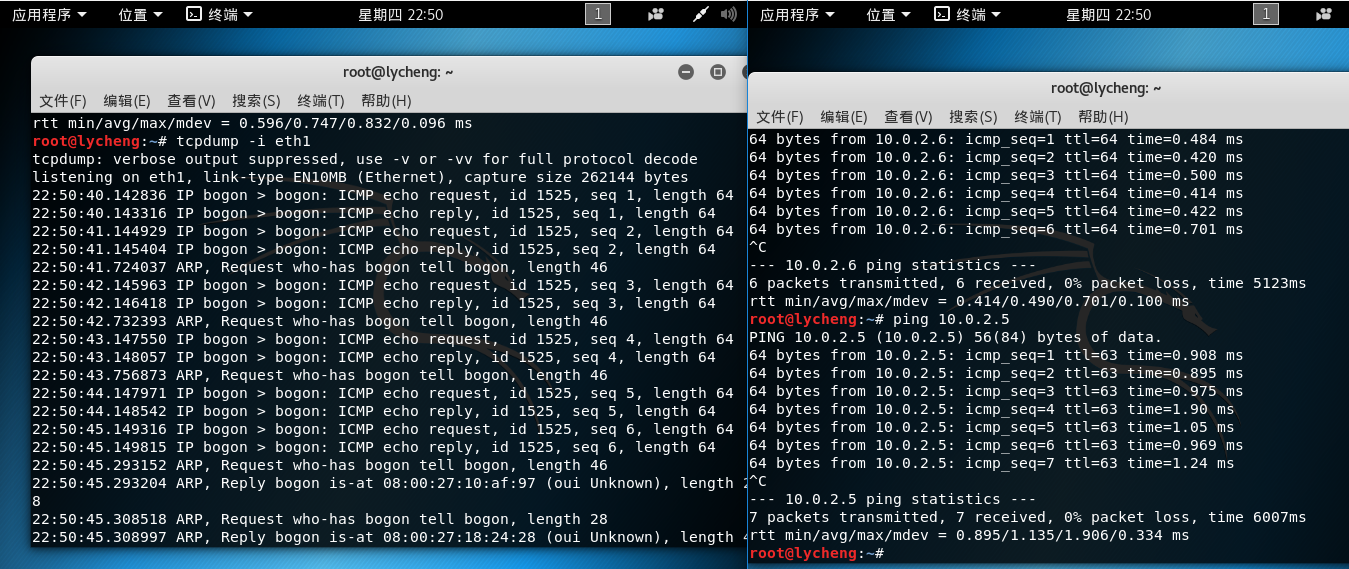 应用程序 位置 终端 星期四 22:50 1
root@lycheng: ~
文件(F) 编辑(E) 查看(V) 搜索(S) 终端(T) 帮助(H)
rtt min/avg/max/mdev = 0.596/0.747/0.832/0.096 ms
root@lycheng:~# tcpdump -i eth1
tcpdump: verbose output suppressed, use -v or -vv for full protocol decode
listening on eth1, link-type EN10MB (Ethernet), capture size 262144 bytes
22:50:40.142836 IP bogon > bogon: ICMP echo request, id 1525, seq 1, length 64
22:50:40.143316 IP bogon > bogon: ICMP echo reply, id 1525, seq 1, length 64
22:50:41.144929 IP bogon > bogon: ICMP echo request, id 1525, seq 2, length 64
22:50:41.145404 IP bogon > bogon: ICMP echo reply, id 1525, seq 2, length 64
22:50:41.724037 ARP, Request who-has bogon tell bogon, length 46
22:50:42.145963 IP bogon > bogon: ICMP echo request, id 1525, seq 3, length 64
22:50:42.146418 IP bogon > bogon: ICMP echo reply, id 1525, seq 3, length 64
22:50:42.732393 ARP, Request who-has bogon tell bogon, length 46
22:50:43.147550 IP bogon > bogon: ICMP echo request, id 1525, seq 4, length 64
22:50:43.148057 IP bogon > bogon: ICMP echo reply, id 1525, seq 4, length 64
22:50:43.756873 ARP, Request who-has bogon tell bogon, length 46
22:50:44.147971 IP bogon > bogon: ICMP echo request, id 1525, seq 5, length 64
22:50:44.148542 IP bogon > bogon: ICMP echo reply, id 1525, seq 5, length 64
22:50:45.149316 IP bogon > bogon: ICMP echo request, id 1525, seq 6, length 64
22:50:45.149815 IP bogon > bogon: ICMP echo reply, id 1525, seq 6, length 64
22:50:45.293152 ARP, Request who-has bogon tell bogon, length 46
22:50:45.293204 ARP, Reply bogon is-at 08:00:27:10:af:97 (oui Unknown), length 2
8
22:50:45.308518 ARP, Request who-has bogon tell bogon, length 28
22:50:45.308997 ARP, Reply bogon is-at 08:00:27:18:24:28 (oui Unknown), length 4
应用程序 位置 终端 星期四 22:50 1
root@lycheng: ~
文件(F) 编辑(E) 查看(V) 搜索(S) 终端(T) 帮助(H)
64 bytes from 10.0.2.6: icmp_seq=1 ttl=64 time=0.484 ms
64 bytes from 10.0.2.6: icmp_seq=2 ttl=64 time=0.420 ms
64 bytes from 10.0.2.6: icmp_seq=3 ttl=64 time=0.500 ms
64 bytes from 10.0.2.6: icmp_seq=4 ttl=64 time=0.414 ms
64 bytes from 10.0.2.6: icmp_seq=5 ttl=64 time=0.422 ms
64 bytes from 10.0.2.6: icmp_seq=6 ttl=64 time=0.701 ms
^C
--- 10.0.2.6 ping statistics ---
6 packets transmitted, 6 received, 0% packet loss, time 5123ms
rtt min/avg/max/mdev = 0.414/0.490/0.701/0.100 ms
root@lycheng:~# ping 10.0.2.5
PING 10.0.2.5 (10.0.2.5) 56(84) bytes of data.
64 bytes from 10.0.2.5: icmp_seq=1 ttl=63 time=0.908 ms
64 bytes from 10.0.2.5: icmp_seq=2 ttl=63 time=0.895 ms
64 bytes from 10.0.2.5: icmp_seq=3 ttl=63 time=0.975 ms
64 bytes from 10.0.2.5: icmp_seq=4 ttl=63 time=1.90 ms
64 bytes from 10.0.2.5: icmp_seq=5 ttl=63 time=1.05 ms
64 bytes from 10.0.2.5: icmp_seq=6 ttl=63 time=0.969 ms
64 bytes from 10.0.2.5: icmp_seq=7 ttl=63 time=1.24 ms
^C
--- 10.0.2.5 ping statistics ---
7 packets transmitted, 7 received, 0% packet loss, time 6007ms
rtt min/avg/max/mdev = 0.895/1.135/1.906/0.334 ms
root@lycheng:~#